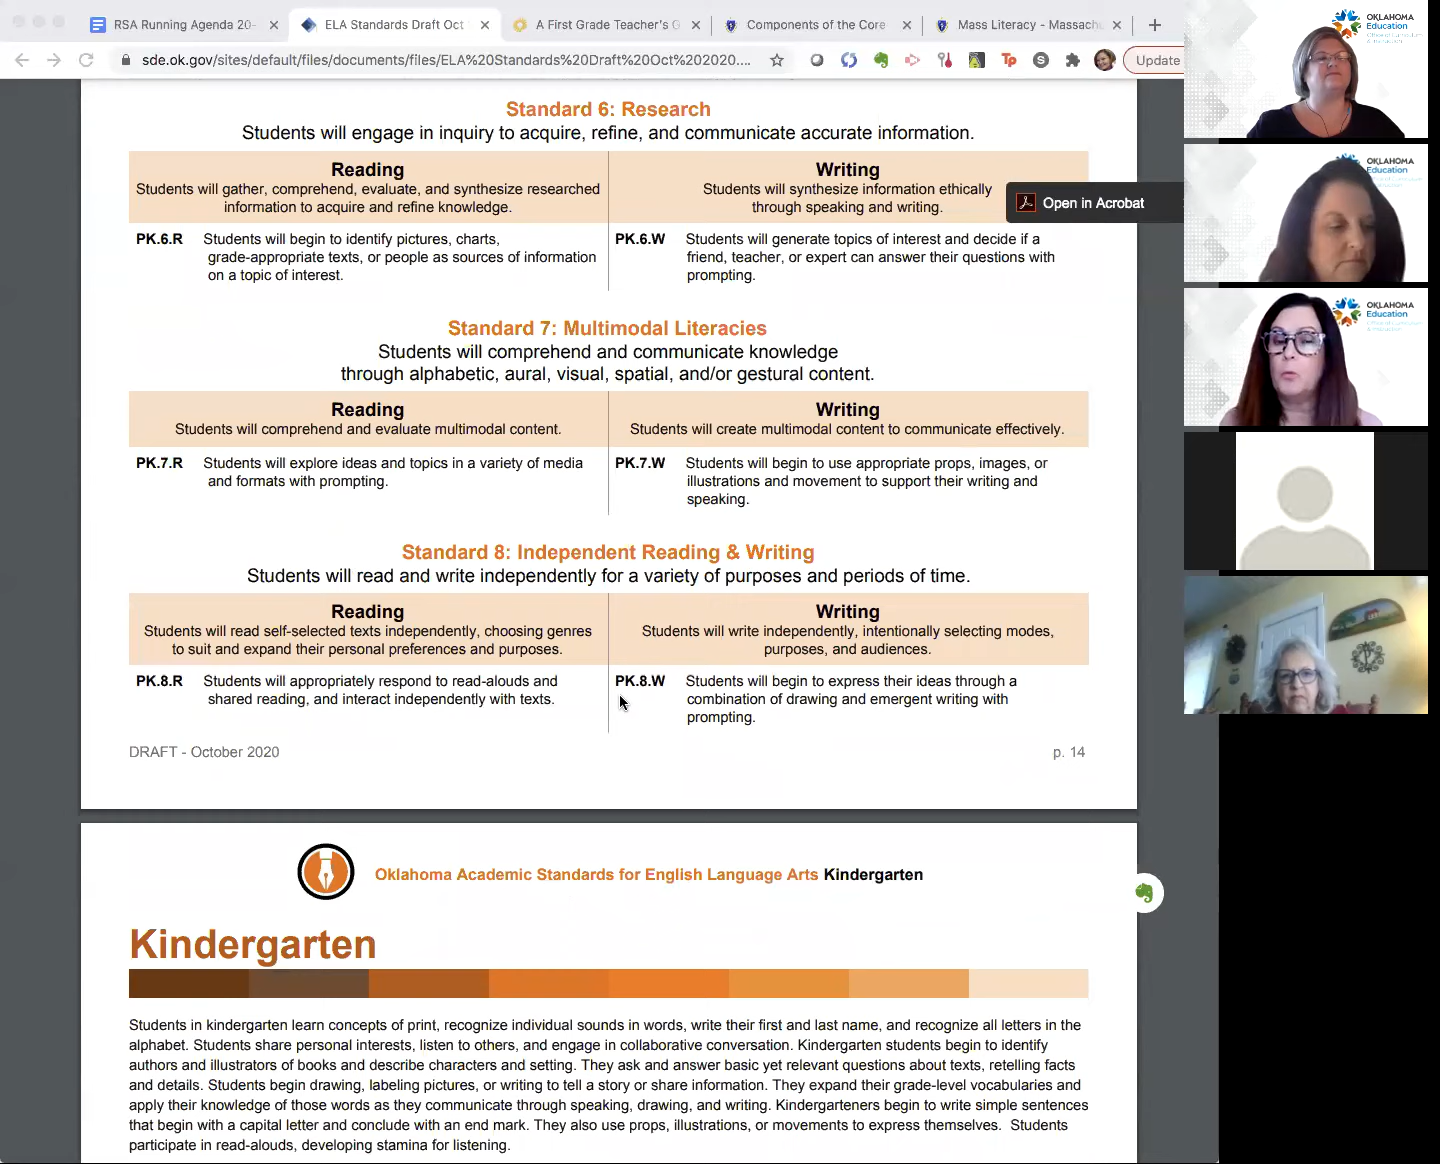 RSA Running Agenda 20-
ELA Standards Draft Oct
A First Grade Teacher's G
Components of the Core
Mass Literacy - Massach
sde.ok.gov/sites/default/files/documents/files/ELA%20Standards%20Draft%20Oct%202020....
Update
Standard 6: Research
Students will engage in inquiry to acquire, refine, and communicate accurate information.
Reading
Students will gather, comprehend, evaluate, and synthesize researched
information to acquire and refine knowledge.
Writing
Students will synthesize information ethically
through speaking and writing.
Open in Acrobat
PK.6.R Students will begin to identify pictures, charts,
grade-appropriate texts, or people as sources of information
on a topic of interest.
PK.6.W Students will generate topics of interest and decide if a
friend, teacher, or expert can answer their questions with
prompting.
Standard 7: Multimodal Literacies
Students will comprehend and communicate knowledge
through alphabetic, aural, visual, spatial, and/or gestural content.
Reading
Students will comprehend and evaluate multimodal content.
Writing
Students will create multimodal content to communicate effectively.
PK.7.R Students will explore ideas and topics in a variety of media
and formats with prompting.
PK.7.W Students will begin to use appropriate props, images, or
illustrations and movement to support their writing and
speaking.
Standard 8: Independent Reading & Writing
Students will read and write independently for a variety of purposes and periods of time.
Reading
Students will read self-selected texts independently, choosing genres
to suit and expand their personal preferences and purposes.
Writing
Students will write independently, intentionally selecting modes,
purposes, and audiences.
PK.8.R Students will appropriately respond to read-alouds and
shared reading, and interact independently with texts.
PK.8.W Students will begin to express their ideas through a
combination of drawing and emergent writing with
prompting.
DRAFT - October 2020
p. 14
Oklahoma Academic Standards for English Language Arts Kindergarten
Kindergarten
Students in kindergarten learn concepts of print, recognize individual sounds in words, write their first and last name, and recognize all letters in the
alphabet. Students share personal interests, listen to others, and engage in collaborative conversation. Kindergarten students begin to identify
authors and illustrators of books and describe characters and setting. They ask and answer basic yet relevant questions about texts, retelling facts
and details. Students begin drawing, labeling pictures, or writing to tell a story or share information. They expand their grade-level vocabularies and
apply their knowledge of those words as they communicate through speaking, drawing, and writing. Kindergarteners begin to write simple sentences
that begin with a capital letter and conclude with an end mark. They also use props, illustrations, or movements to express themselves. Students
participate in read-alouds, developing stamina for listening.
OKLAHOMA
Education
OKLAHOMA
OKLAHOMA
Education